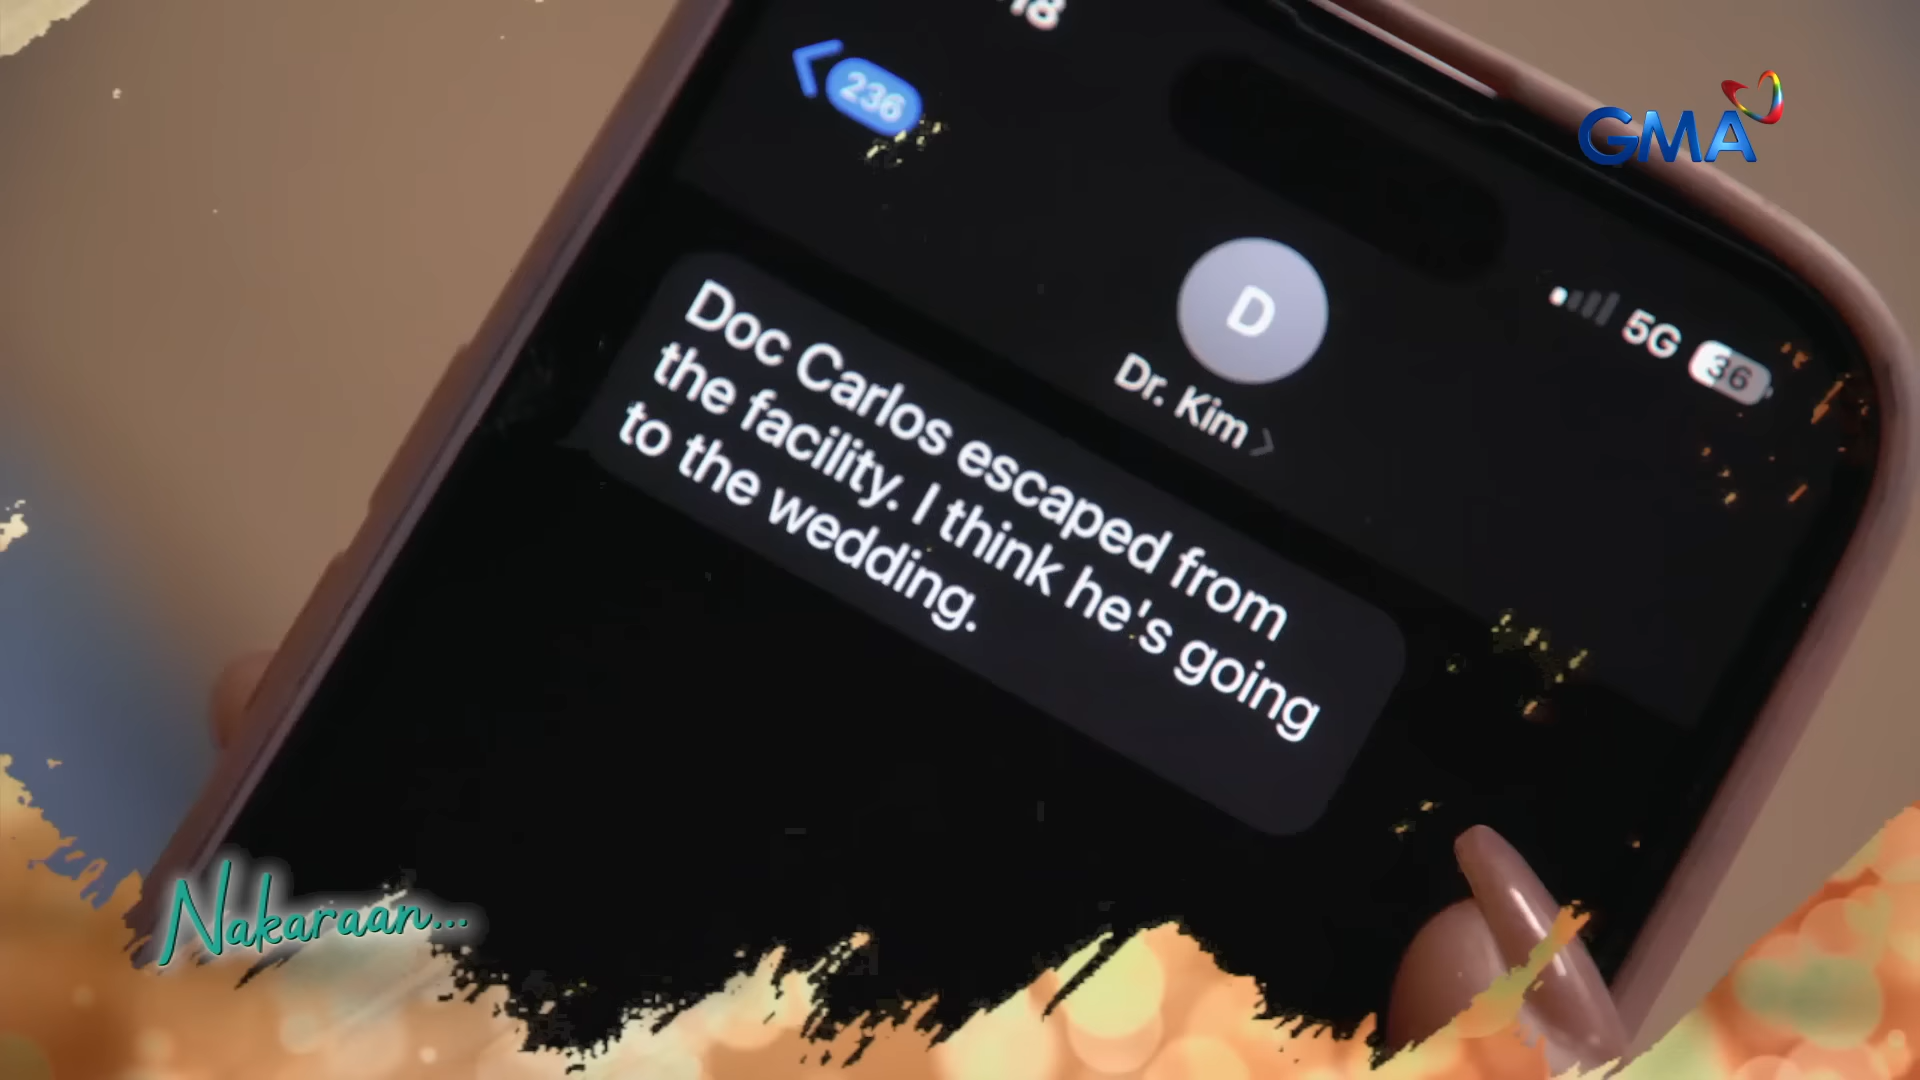 236
GMA
D
Dr. Kim
5G
36
Doc Carlos escaped from
the facility. I think he's going
to the wedding.
Nakaraan...